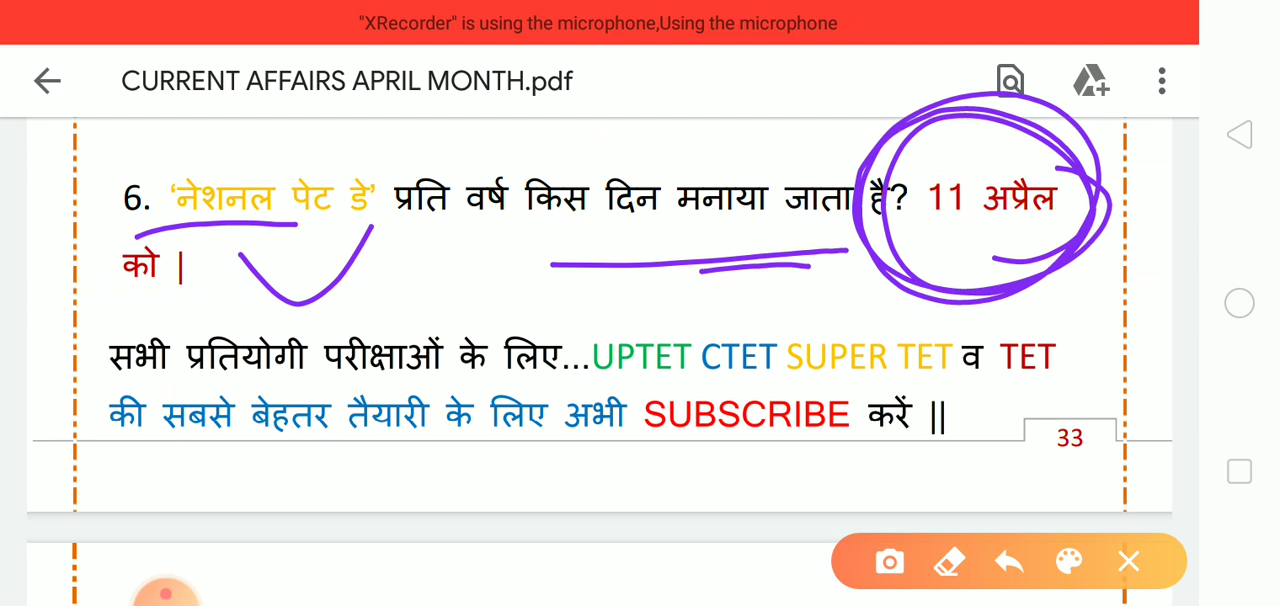 "XRecorder" is using the microphone,Using the microphone
CURRENT AFFAIRS APRIL MONTH.pdf
6. ‘नेशनल पेट डे’ प्रति वर्ष किस दिन मनाया जाता है? 11 अप्रैल
को |
सभी प्रतियोगी परीक्षाओं के लिए...UPTET CTET SUPER TET व TET
की सबसे बेहतर तैयारी के लिए अभी SUBSCRIBE करें ||
33